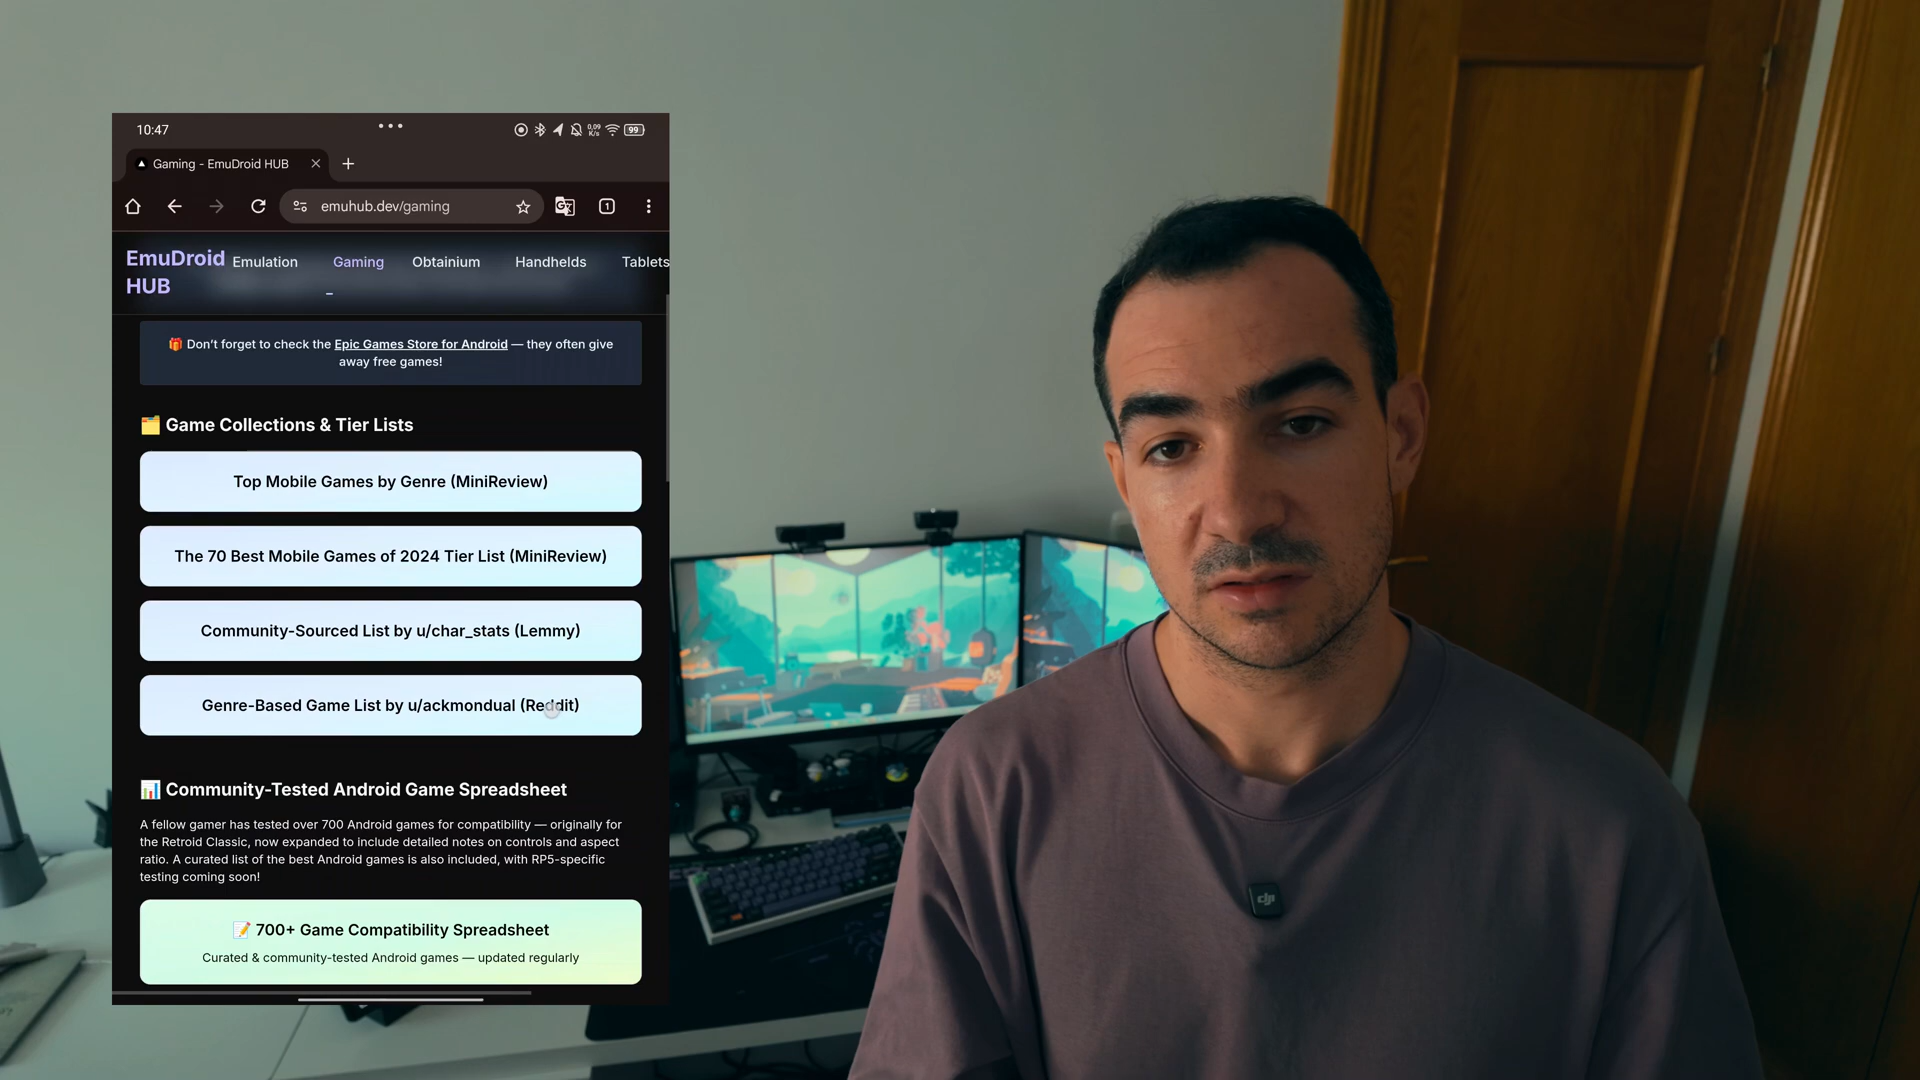 10:47
0,09
K/s
99
Gaming - EmuDroid HUB
emuhub.dev/gaming
1
EmuDroid HUB
Emulation
Gaming
Obtainium
Handhelds
Tablets
🎁 Don’t forget to check the Epic Games Store for Android — they often give
away free games!
🗂️ Game Collections & Tier Lists
Top Mobile Games by Genre (MiniReview)
The 70 Best Mobile Games of 2024 Tier List (MiniReview)
Community-Sourced List by u/char_stats (Lemmy)
Genre-Based Game List by u/ackmondual (Reddit)
📊 Community-Tested Android Game Spreadsheet
A fellow gamer has tested over 700 Android games for compatibility — originally for
the Retroid Classic, now expanded to include detailed notes on controls and aspect
ratio. A curated list of the best Android games is also included, with RP5-specific
testing coming soon!
📝 700+ Game Compatibility Spreadsheet
Curated & community-tested Android games — updated regularly
dji